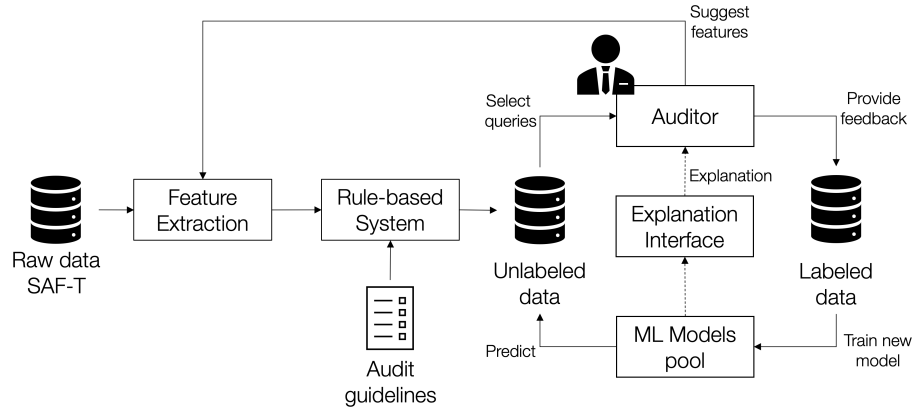 Suggest
features
Select
queries
Auditor
Provide
feedback
Explanation
Feature
Extraction
Rule-based
System
Explanation
Interface
Raw data
SAF-T
Unlabeled
data
Labeled
data
Audit
guidelines
Predict
ML Models
pool
Train new
model